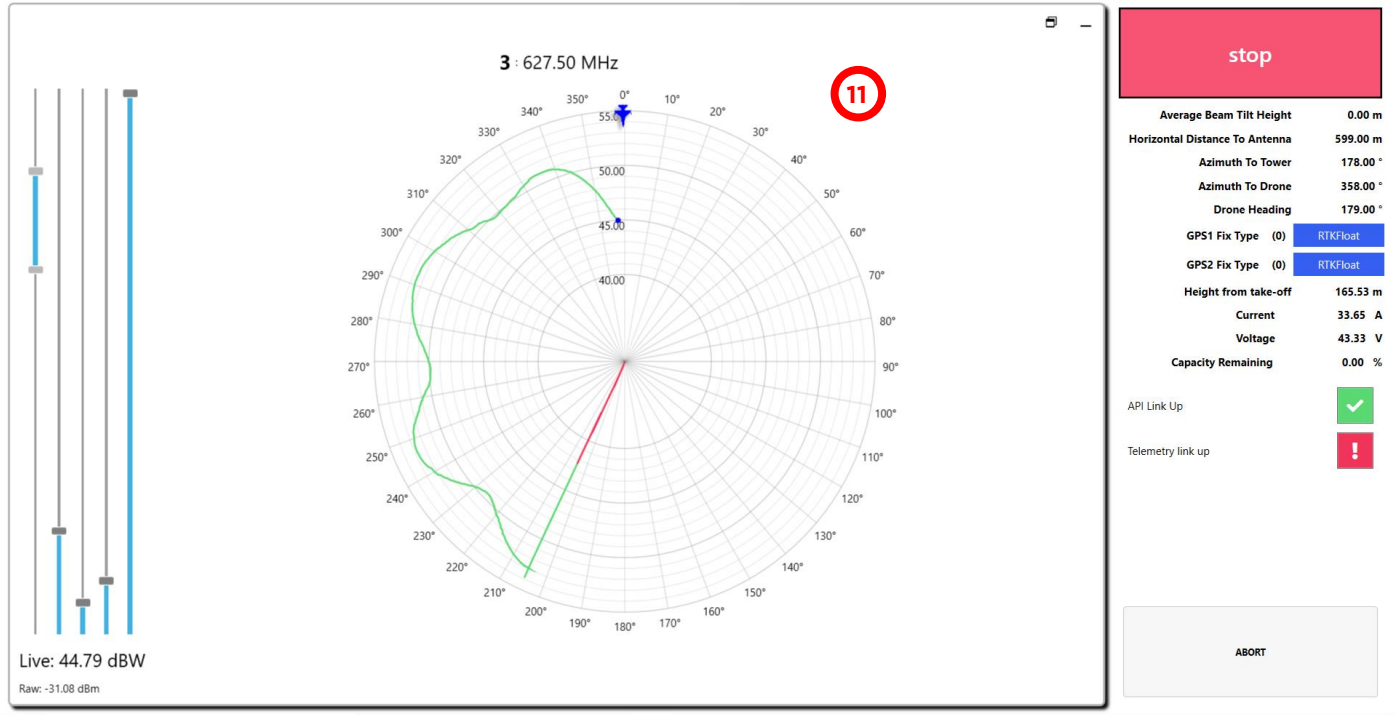 3 : 627.50 MHz
11
0°
10°
20°
30°
40°
50°
60°
70°
80°
90°
100°
110°
120°
130°
140°
150°
160°
170°
180°
190°
200°
210°
220°
230°
240°
250°
260°
270°
280°
290°
300°
310°
320°
330°
340°
350°
55.00
50.00
45.00
40.00
Live: 44.79 dBW
Raw: -31.08 dBm
stop
Average Beam Tilt Height 0.00 m
Horizontal Distance To Antenna 599.00 m
Azimuth To Tower 178.00 °
Azimuth To Drone 358.00 °
Drone Heading 179.00 °
GPS1 Fix Type (0) RTKFloat
GPS2 Fix Type (0) RTKFloat
Height from take-off 165.53 m
Current 33.65 A
Voltage 43.33 V
Capacity Remaining 0.00 %
API Link Up
Telemetry link up !
ABORT